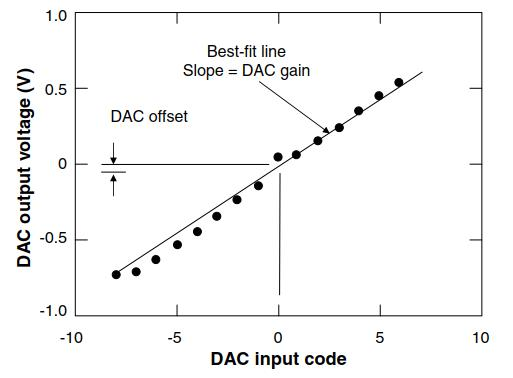 1.0
Best-fit line
Slope = DAC gain
0.5
DAC offset
0
-0.5
-1.0
-10
-5
0
5
10
DAC output voltage (V)
DAC input code